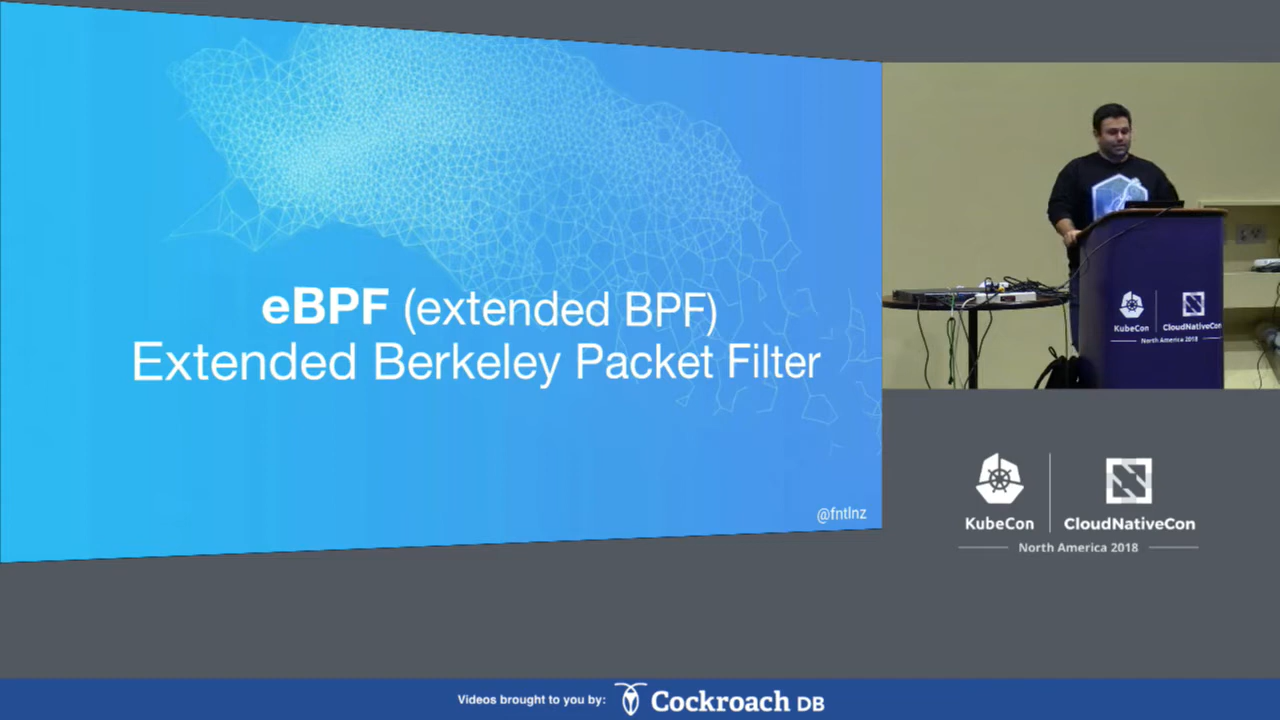 eBPF (extended BPF)
Extended Berkeley Packet Filter
@fntlnz
KubeCon
CloudNativeCon
North America 2018
KubeCon
CloudNativeCon
North America 2018
Videos brought to you by:
Cockroach DB